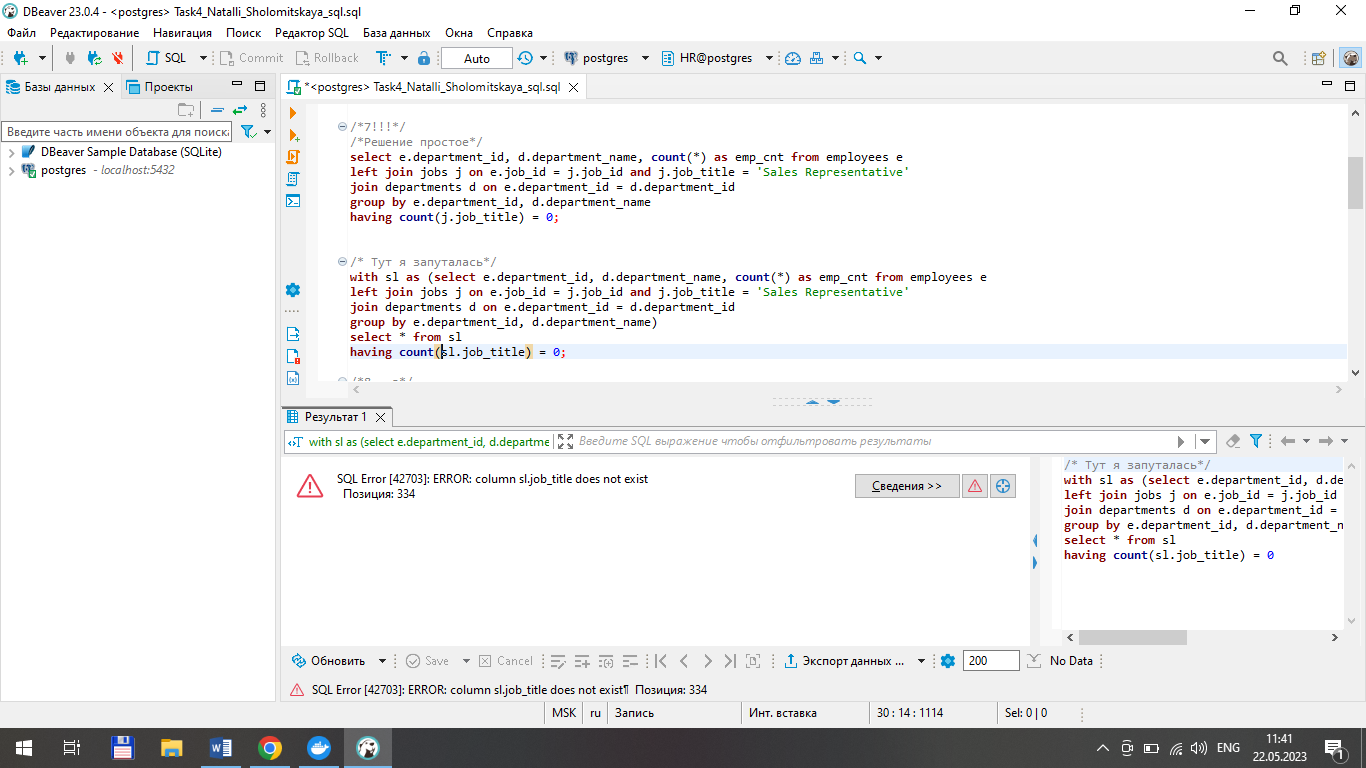 DBeaver 23.0.4 - <postgres> Task4_Natalli_Sholomitskaya_sql.sql
Файл Редактирование Навигация Поиск Редактор SQL База данных Окна Справка
SQL Commit Rollback Auto postgres HR@postgres
Базы данных Проекты
*<postgres> Task4_Natalli_Sholomitskaya_sql.sql
Введите часть имени объекта для поиска
DBeaver Sample Database (SQLite)
postgres - localhost:5432
/*7!!!*/
/*Решение простое*/
select e.department_id, d.department_name, count(*) as emp_cnt from employees e
left join jobs j on e.job_id = j.job_id and j.job_title = 'Sales Representative'
join departments d on e.department_id = d.department_id
group by e.department_id, d.department_name
having count(j.job_title) = 0;
/* Тут я запуталась*/
with sl as (select e.department_id, d.department_name, count(*) as emp_cnt from employees e
left join jobs j on e.job_id = j.job_id and j.job_title = 'Sales Representative'
join departments d on e.department_id = d.department_id
group by e.department_id, d.department_name)
select * from sl
having count(sl.job_title) = 0;
Результат 1
with sl as (select e.department_id, d.departme
Введите SQL выражение чтобы отфильтровать результаты
SQL Error [42703]: ERROR: column sl.job_title does not exist
Позиция: 334
Сведения >>
/* Тут я запуталась*/
with sl as (select e.department_id, d.de
left join jobs j on e.job_id = j.job_id
join departments d on e.department_id =
group by e.department_id, d.department_n
select * from sl
having count(sl.job_title) = 0
Обновить Save Cancel Экспорт данных ... 200 No Data
SQL Error [42703]: ERROR: column sl.job_title does not exist¶ Позиция: 334
MSK ru Запись Инт. вставка 30 : 14 : 1114 Sel: 0 | 0
ENG
11:41
22.05.2023
1